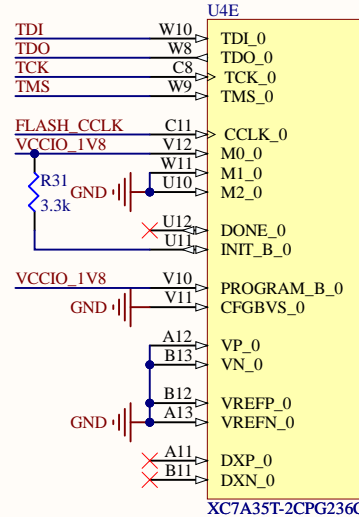 U4E
TDI W10 TDI_0
TDO W8 TDO_0
TCK C8 TCK_0
TMS W9 TMS_0
FLASH_CCLK C11 CCLK_0
VCCIO_1V8 V12 M0_0
W11 M1_0
GND U10 M2_0
R31
3.3k
U12 DONE_0
U11 INIT_B_0
VCCIO_1V8 V10 PROGRAM_B_0
GND V11 CFGBVS_0
A12 VP_0
B13 VN_0
B12 VREFP_0
GND A13 VREFN_0
A11 DXP_0
B11 DXN_0
XC7A35T-2CPG236C